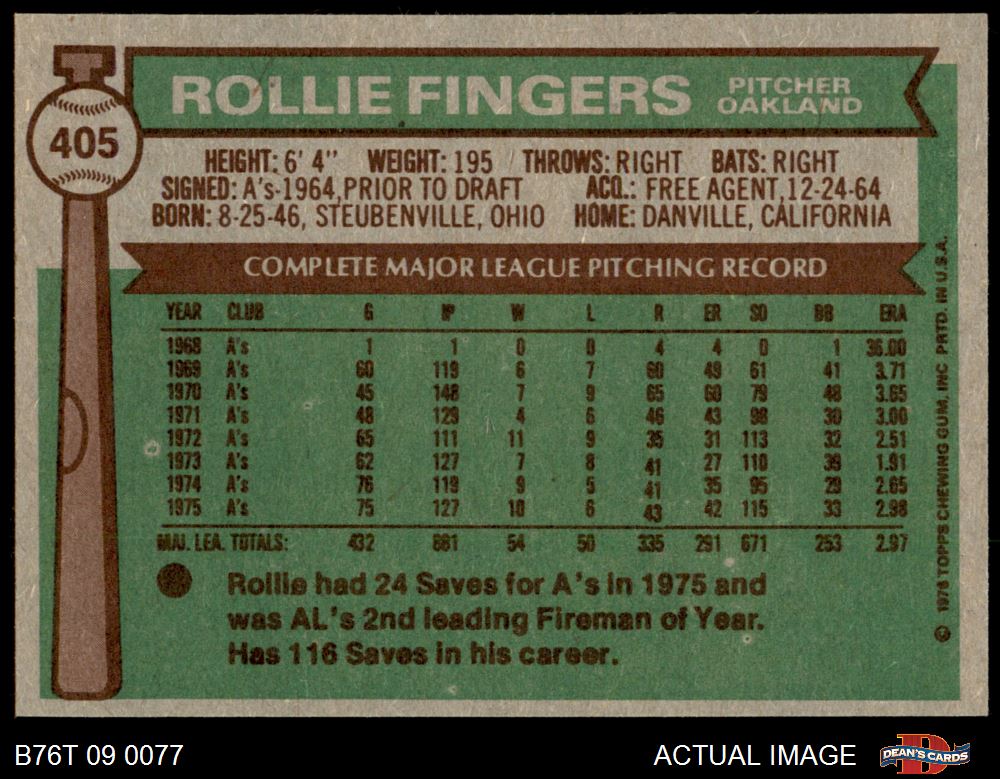 ROLLIE FINGERS PITCHER OAKLAND
405
HEIGHT: 6' 4" WEIGHT: 195 THROWS: RIGHT BATS: RIGHT
SIGNED: A's-1964, PRIOR TO DRAFT ACQ.: FREE AGENT, 12-24-64
BORN: 8-25-46, STEUBENVILLE, OHIO HOME: DANVILLE, CALIFORNIA
COMPLETE MAJOR LEAGUE PITCHING RECORD
YEAR CLUB G IP W L R ER SO BB ERA
1968 A's 1 1 0 0 4 4 0 1 36.00
1969 A's 60 119 6 7 60 49 61 41 3.71
1970 A's 45 148 7 9 65 60 79 48 3.65
1971 A's 48 129 4 6 46 43 98 30 3.00
1972 A's 65 111 11 9 35 31 113 32 2.51
1973 A's 62 127 7 8 41 27 110 39 1.91
1974 A's 76 119 9 5 41 35 95 29 2.65
1975 A's 75 127 10 6 43 42 115 33 2.98
MAJ. LEA. TOTALS: 432 881 54 50 335 291 671 253 2.97
Rollie had 24 Saves for A's in 1975 and
was AL's 2nd leading Fireman of Year.
Has 116 Saves in his career.
© 1976 TOPPS CHEWING GUM, INC PRTD. IN U.S.A.
B76T 09 0077 ACTUAL IMAGE DEAN'S CARDS